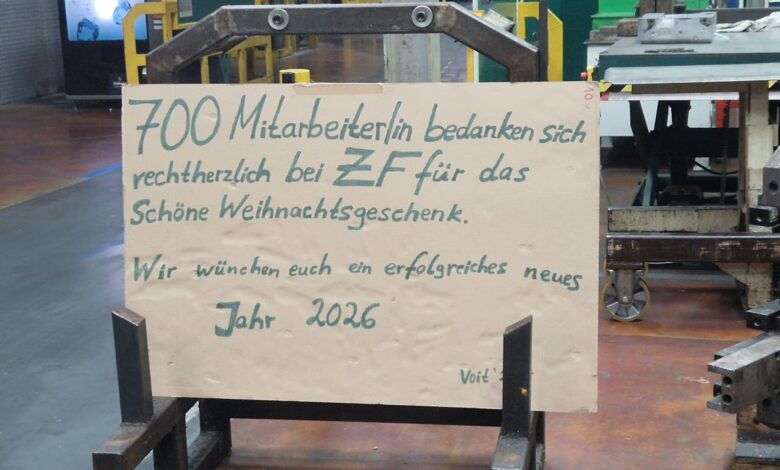 700 Mitarbeiter/in bedanken sich
rechtherzlich bei ZF für das
Schöne Weihnachtsgeschenk.
Wir wünchen euch ein erfolgreiches neues
Jahr 2026
Voit